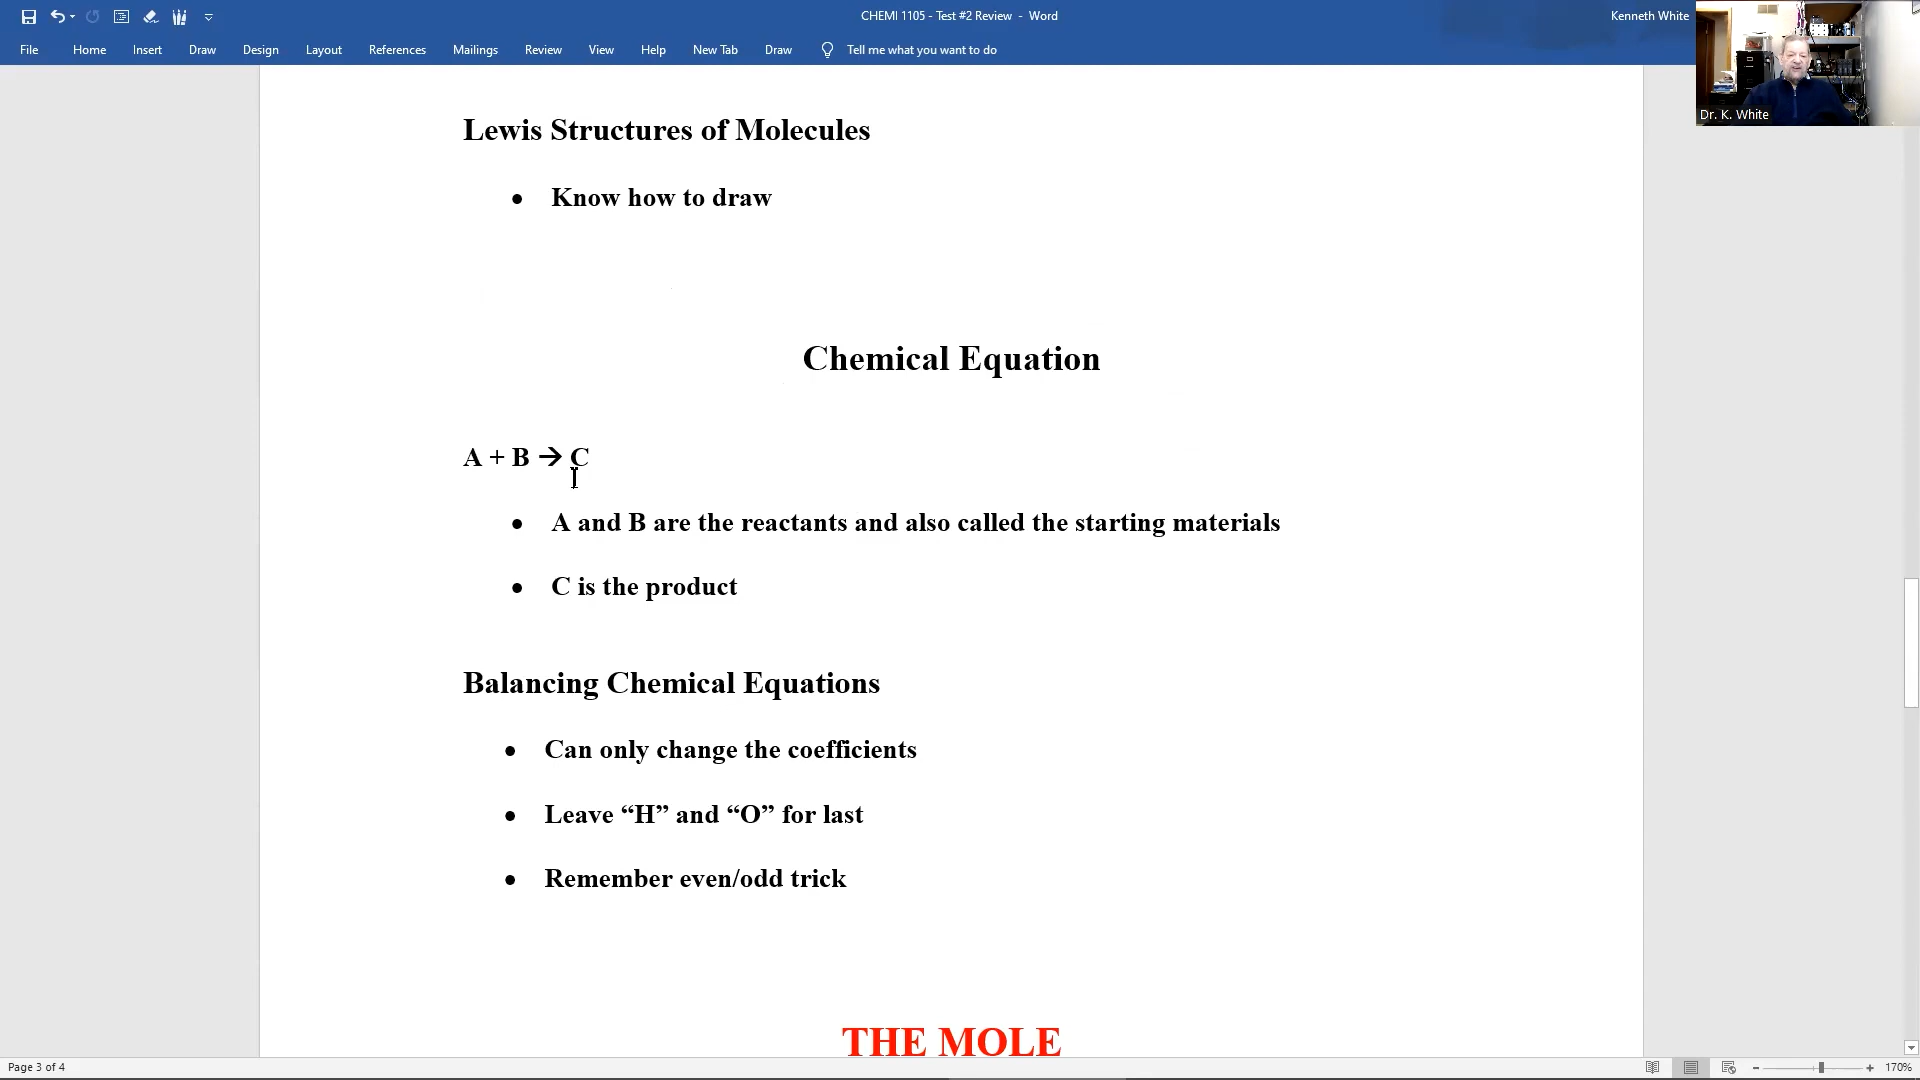 CHEMI 1105 - Test #2 Review - Word
Kenneth White
File Home Insert Draw Design Layout References Mailings Review View Help New Tab Draw Tell me what you want to do
Dr. K. White
Lewis Structures of Molecules
• Know how to draw
Chemical Equation
A + B → C
• A and B are the reactants and also called the starting materials
• C is the product
Balancing Chemical Equations
• Can only change the coefficients
• Leave “H” and “O” for last
• Remember even/odd trick
THE MOLE
Page 3 of 4
170%